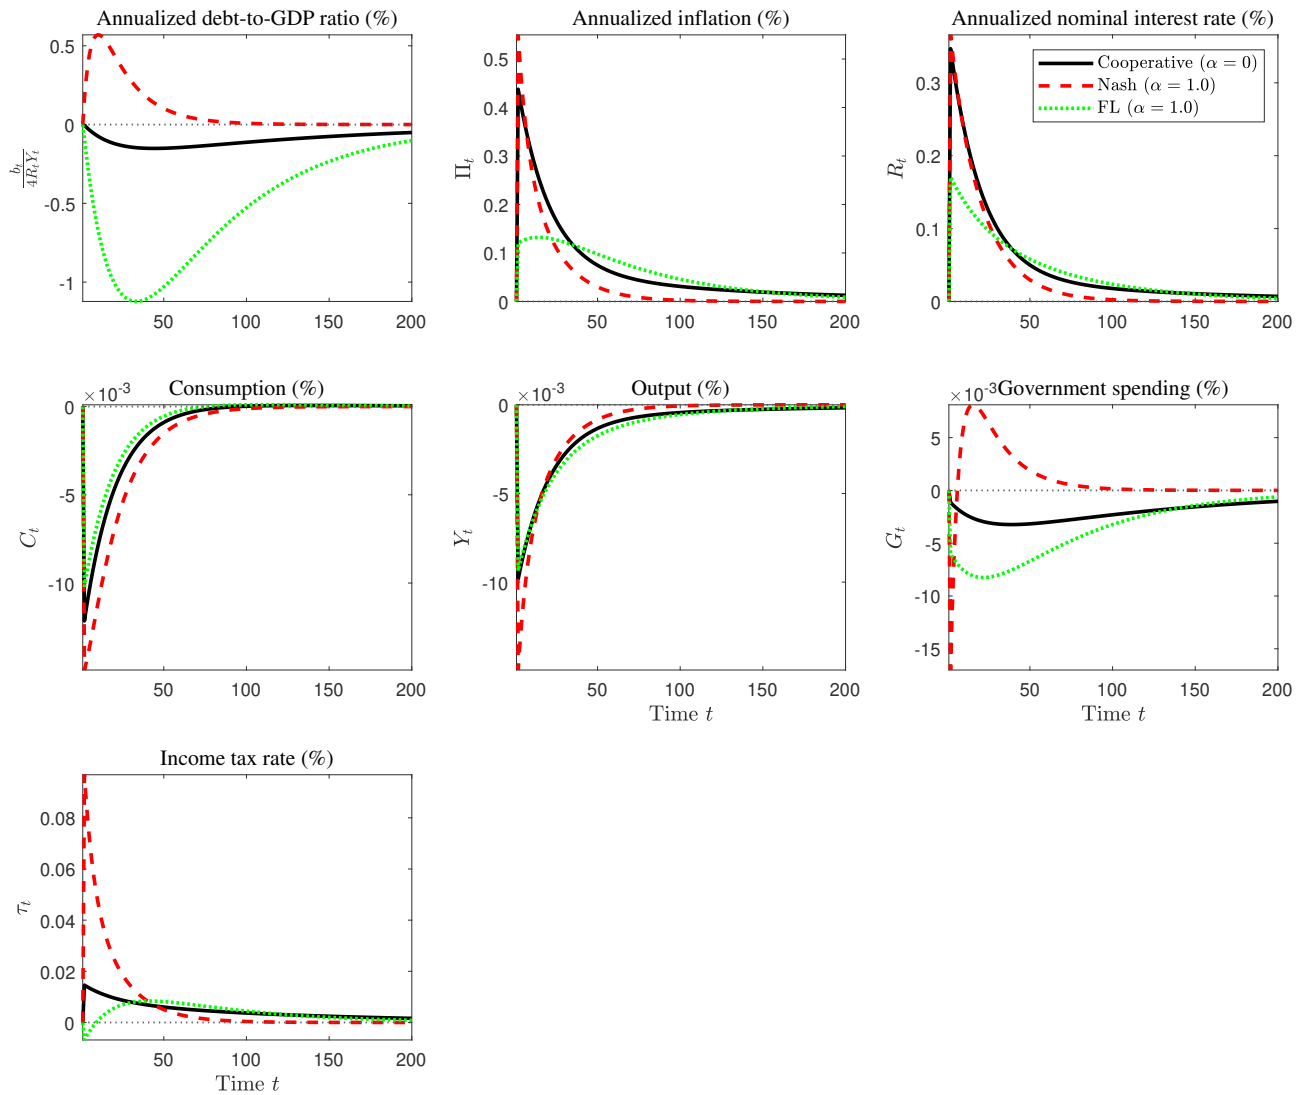 Annualized debt-to-GDP ratio (%)
0.5
0
-0.5
-1
b_t / 4R_tY_t
50 100 150 200
Annualized inflation (%)
0.5
0.4
0.3
0.2
0.1
0
Π_t
50 100 150 200
Annualized nominal interest rate (%)
0.3
0.2
0.1
0
R_t
50 100 150 200
Cooperative (α = 0)
Nash (α = 1.0)
FL (α = 1.0)
Consumption (%)
×10⁻³
0
-5
-10
C_t
50 100 150 200
Output (%)
×10⁻³
0
-5
-10
Y_t
50 100 150 200
Time t
Government spending (%)
×10⁻³
5
0
-5
-10
-15
G_t
50 100 150 200
Time t
Income tax rate (%)
0.08
0.06
0.04
0.02
0
τ_t
50 100 150 200
Time t